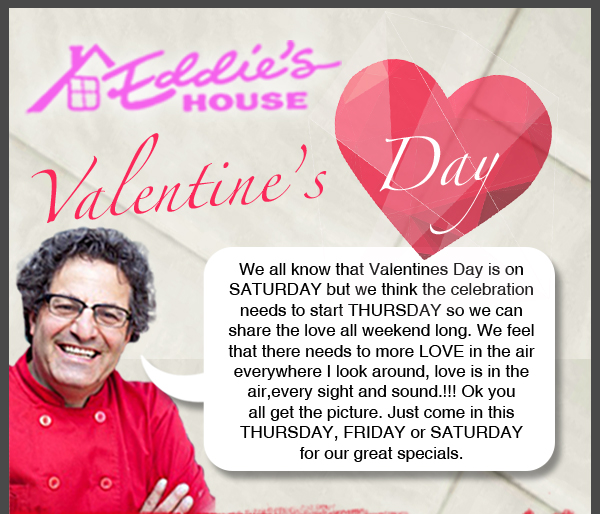 Eddie's
HOUSE
Valentine's Day
We all know that Valentines Day is on
SATURDAY but we think the celebration
needs to start THURSDAY so we can
share the love all weekend long. We feel
that there needs to more LOVE in the air
everywhere I look around, love is in the
air,every sight and sound.!!! Ok you
all get the picture. Just come in this
THURSDAY, FRIDAY or SATURDAY
for our great specials.